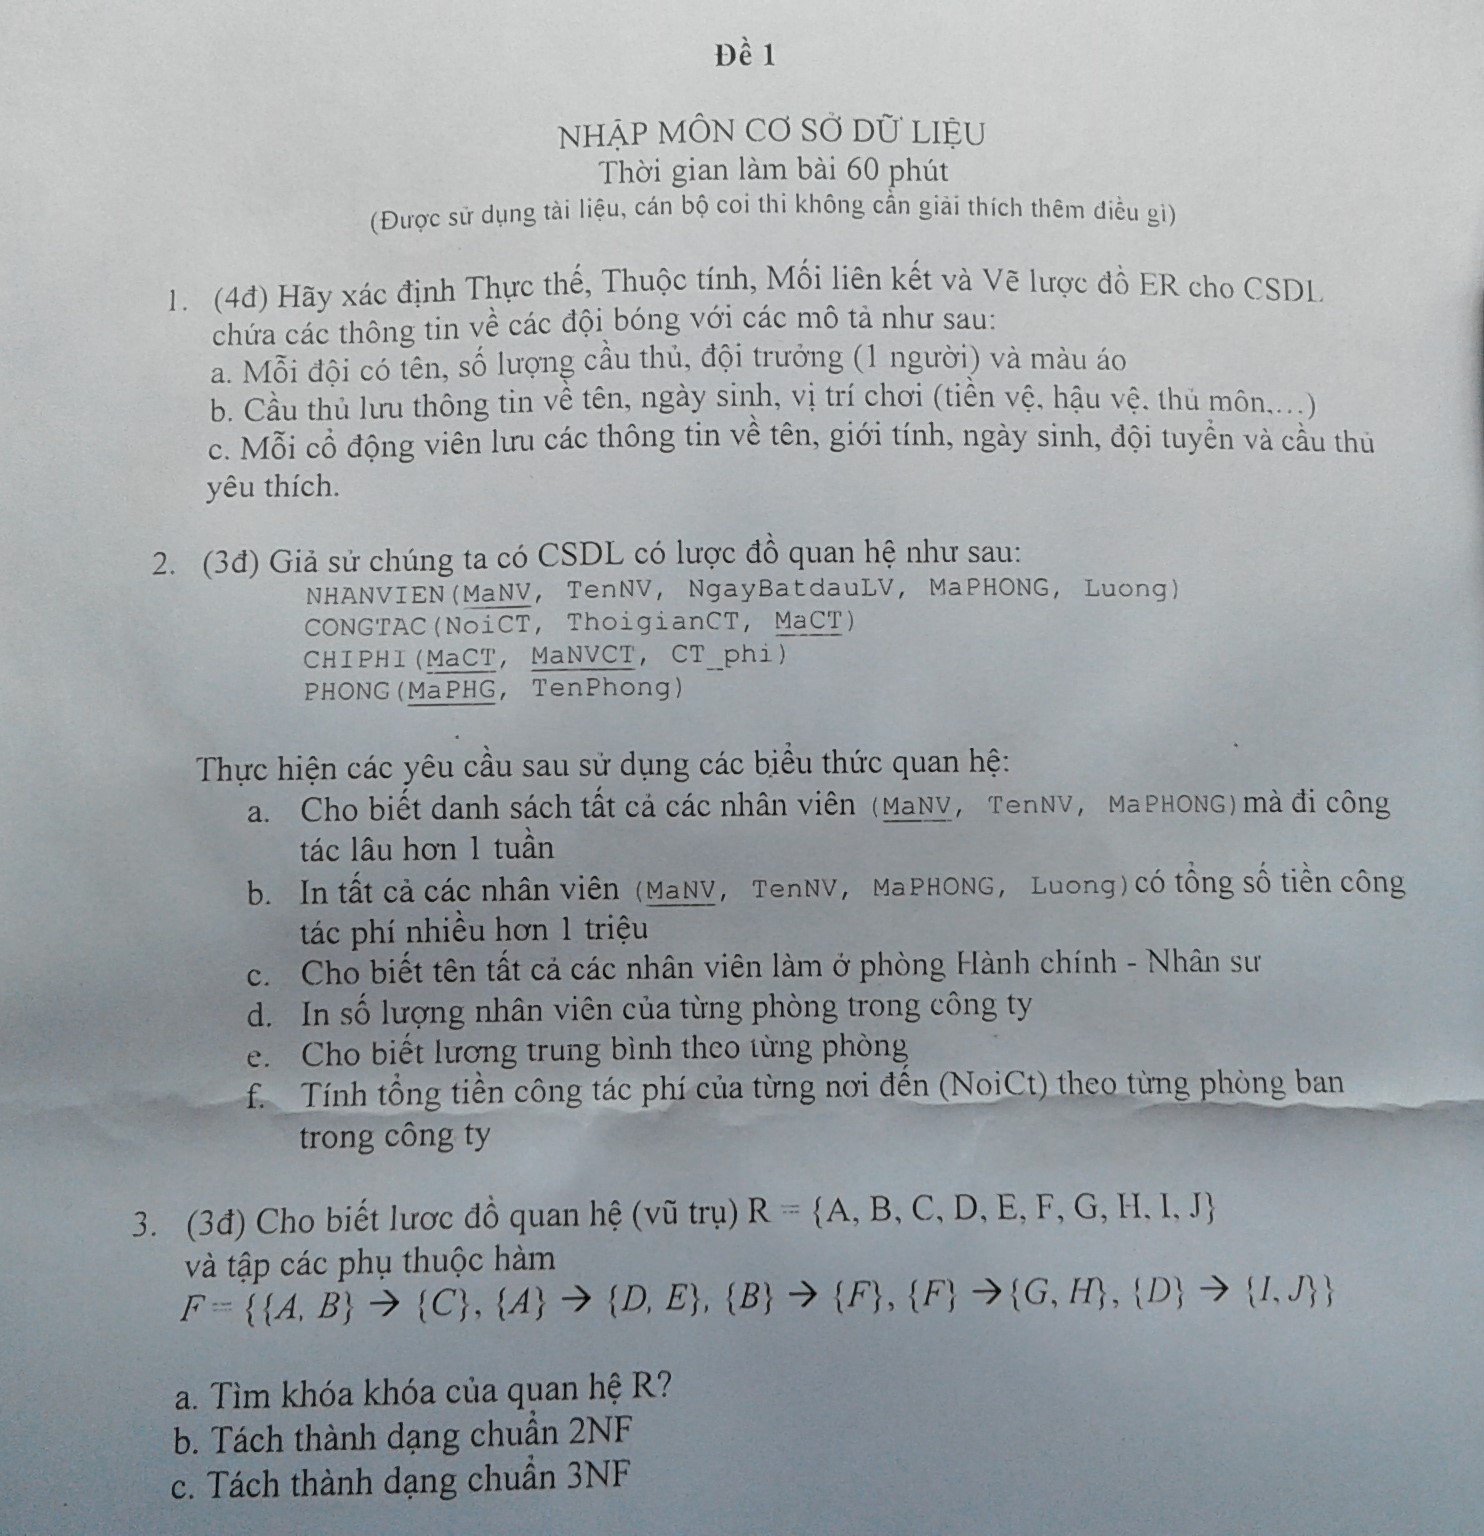 Đề 1
NHẬP MÔN CƠ SỞ DỮ LIỆU
Thời gian làm bài 60 phút
(Được sử dụng tài liệu, cán bộ coi thi không cần giải thích thêm điều gì)
1. (4đ) Hãy xác định Thực thể, Thuộc tính, Mối liên kết và Vẽ lược đồ ER cho CSDL
chứa các thông tin về các đội bóng với các mô tả như sau:
a. Mỗi đội có tên, số lượng cầu thủ, đội trưởng (1 người) và màu áo
b. Cầu thủ lưu thông tin về tên, ngày sinh, vị trí chơi (tiền vệ, hậu vệ, thủ môn,...)
c. Mỗi cổ động viên lưu các thông tin về tên, giới tính, ngày sinh, đội tuyển và cầu thủ
yêu thích.
2. (3đ) Giả sử chúng ta có CSDL có lược đồ quan hệ như sau:
NHANVIEN(MaNV, TenNV, NgayBatdauLV, MaPHONG, Luong)
CONGTAC(NoiCT, ThoigianCT, MaCT)
CHIPHI(MaCT, MaNVCT, CT_phi)
PHONG(MaPHG, TenPhong)
Thực hiện các yêu cầu sau sử dụng các biểu thức quan hệ:
a. Cho biết danh sách tất cả các nhân viên (MaNV, TenNV, MaPHONG) mà đi công
tác lâu hơn 1 tuần
b. In tất cả các nhân viên (MaNV, TenNV, MaPHONG, Luong) có tổng số tiền công
tác phí nhiều hơn 1 triệu
c. Cho biết tên tất cả các nhân viên làm ở phòng Hành chính - Nhân sư
d. In số lượng nhân viên của từng phòng trong công ty
e. Cho biết lương trung bình theo từng phòng
f. Tính tổng tiền công tác phí của từng nơi đến (NoiCt) theo từng phòng ban
trong công ty
3. (3đ) Cho biết lươc đồ quan hệ (vũ trụ) R = {A, B, C, D, E, F, G, H, I, J}
và tập các phụ thuộc hàm
F = {{A, B} → {C}, {A} → {D, E}, {B} → {F}, {F} → {G, H}, {D} → {I, J}}
a. Tìm khóa khóa của quan hệ R?
b. Tách thành dạng chuẩn 2NF
c. Tách thành dạng chuẩn 3NF